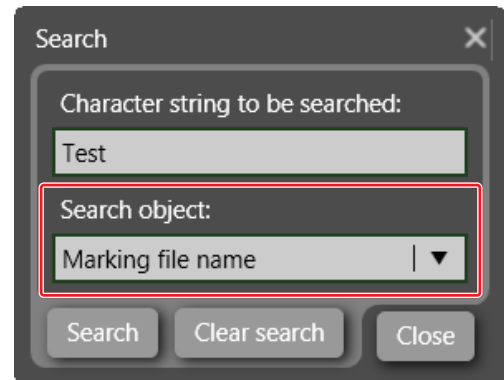 Search
Character string to be searched:
Test
Search object:
Marking file name
Search Clear search Close